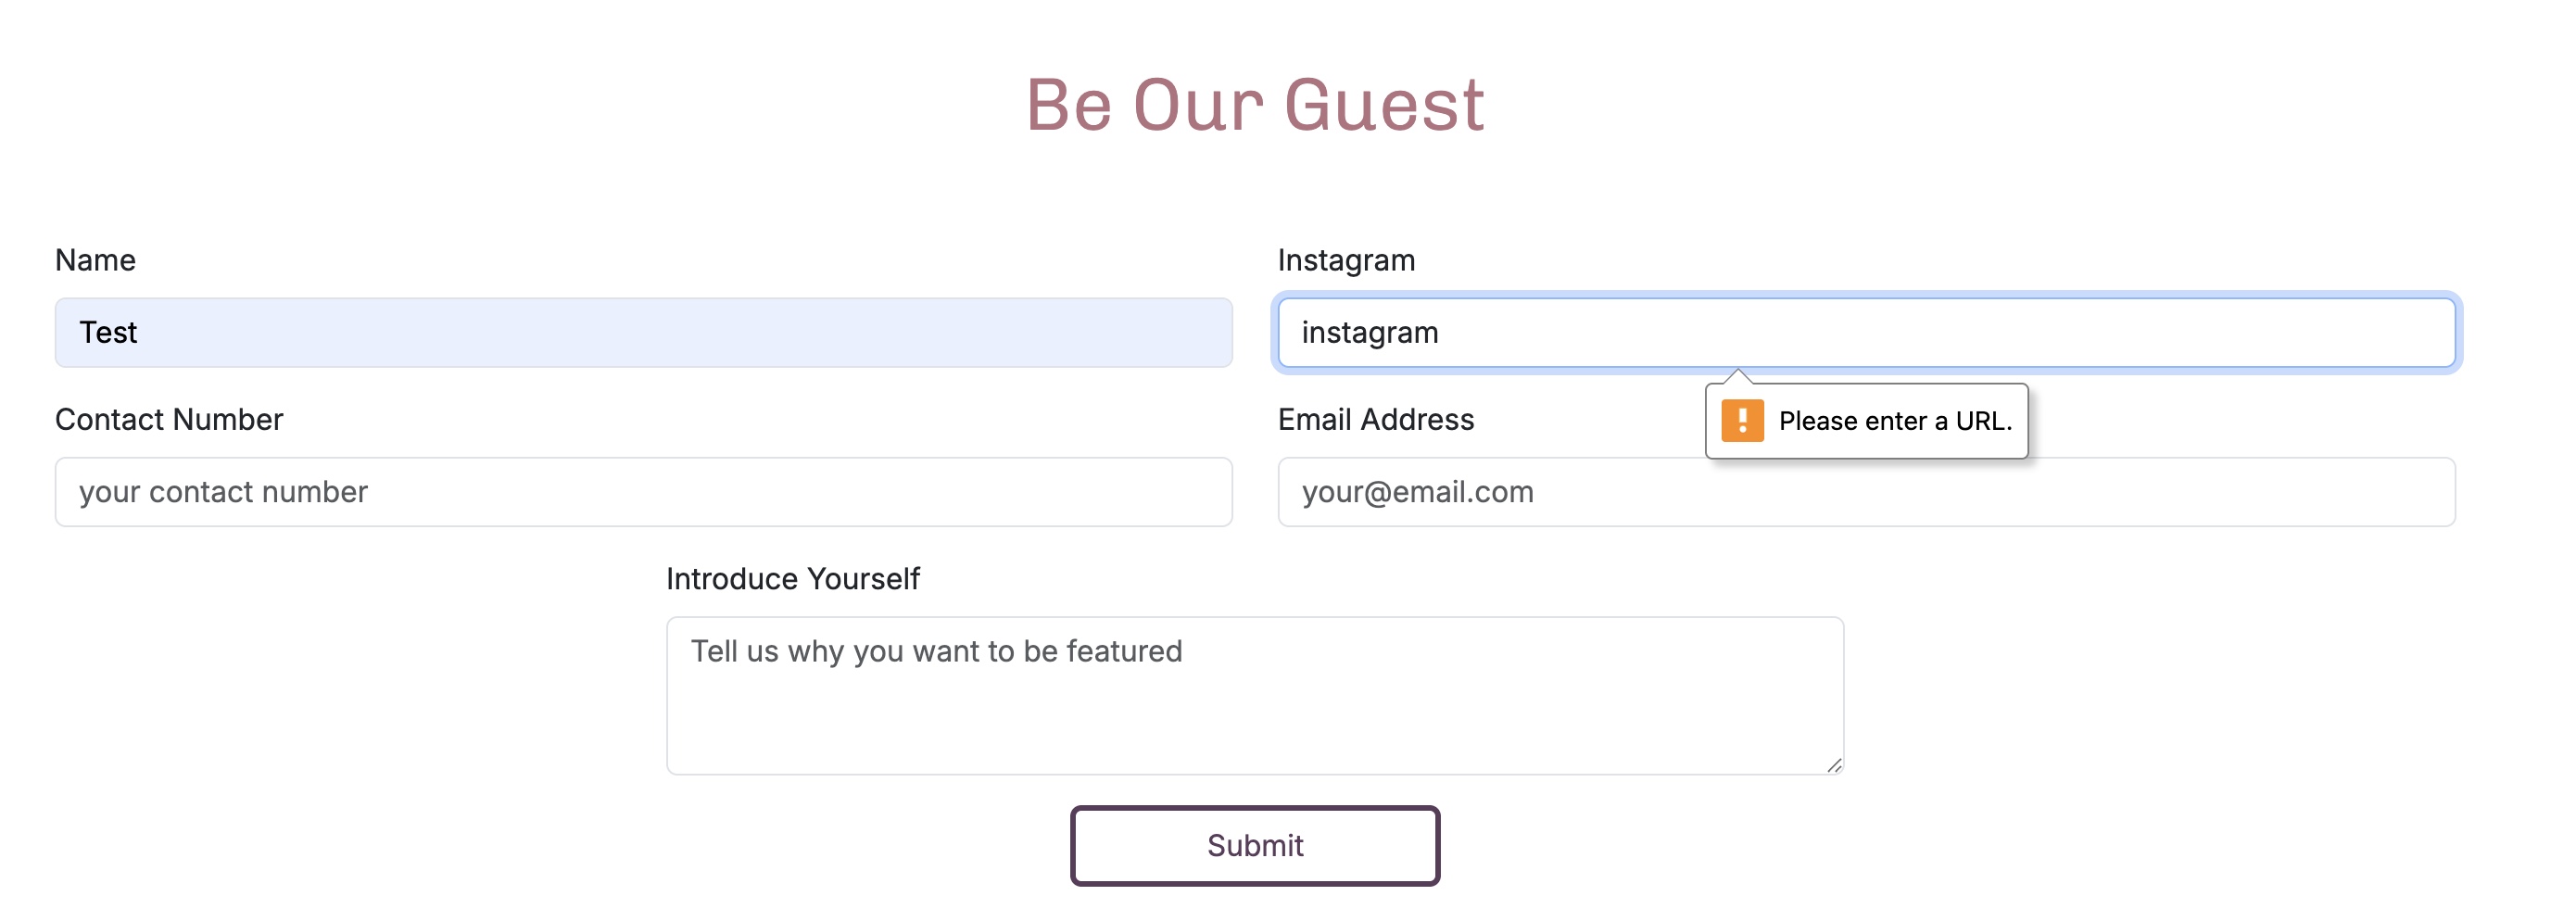 Be Our Guest
Name
Instagram
Test
instagram
Contact Number
Email Address
Please enter a URL.
your contact number
your@email.com
Introduce Yourself
Tell us why you want to be featured
Submit